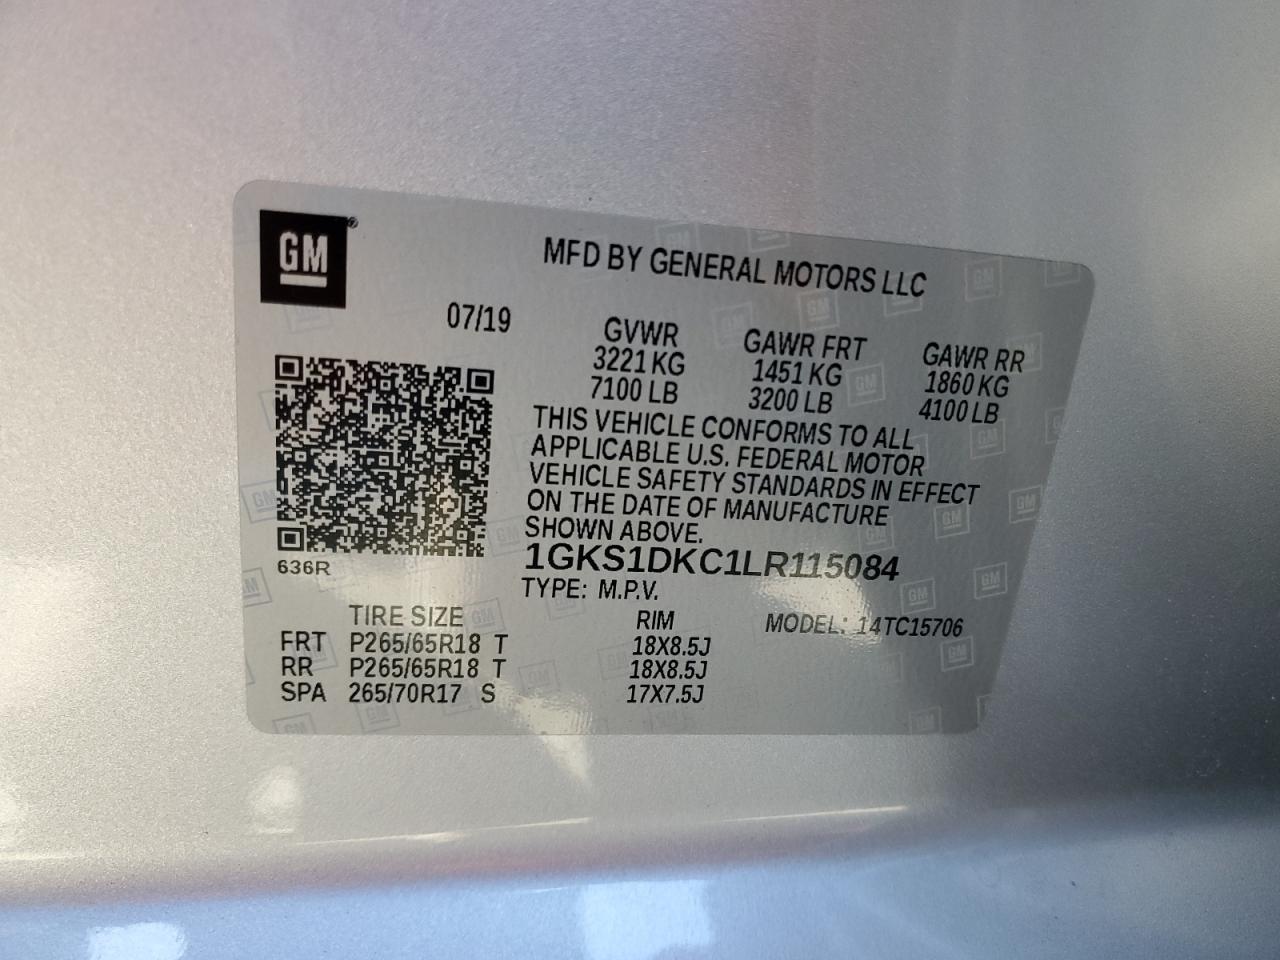 GM®
MFD BY GENERAL MOTORS LLC
07/19
GVWR GAWR FRT GAWR RR
3221 KG 1451 KG 1860 KG
7100 LB 3200 LB 4100 LB
THIS VEHICLE CONFORMS TO ALL
APPLICABLE U.S. FEDERAL MOTOR
VEHICLE SAFETY STANDARDS IN EFFECT
ON THE DATE OF MANUFACTURE
SHOWN ABOVE.
636R
1GKS1DKC1LR115084
TYPE: M.P.V.
TIRE SIZE RIM MODEL: 14TC15706
FRT P265/65R18 T 18X8.5J
RR P265/65R18 T 18X8.5J
SPA 265/70R17 S 17X7.5J